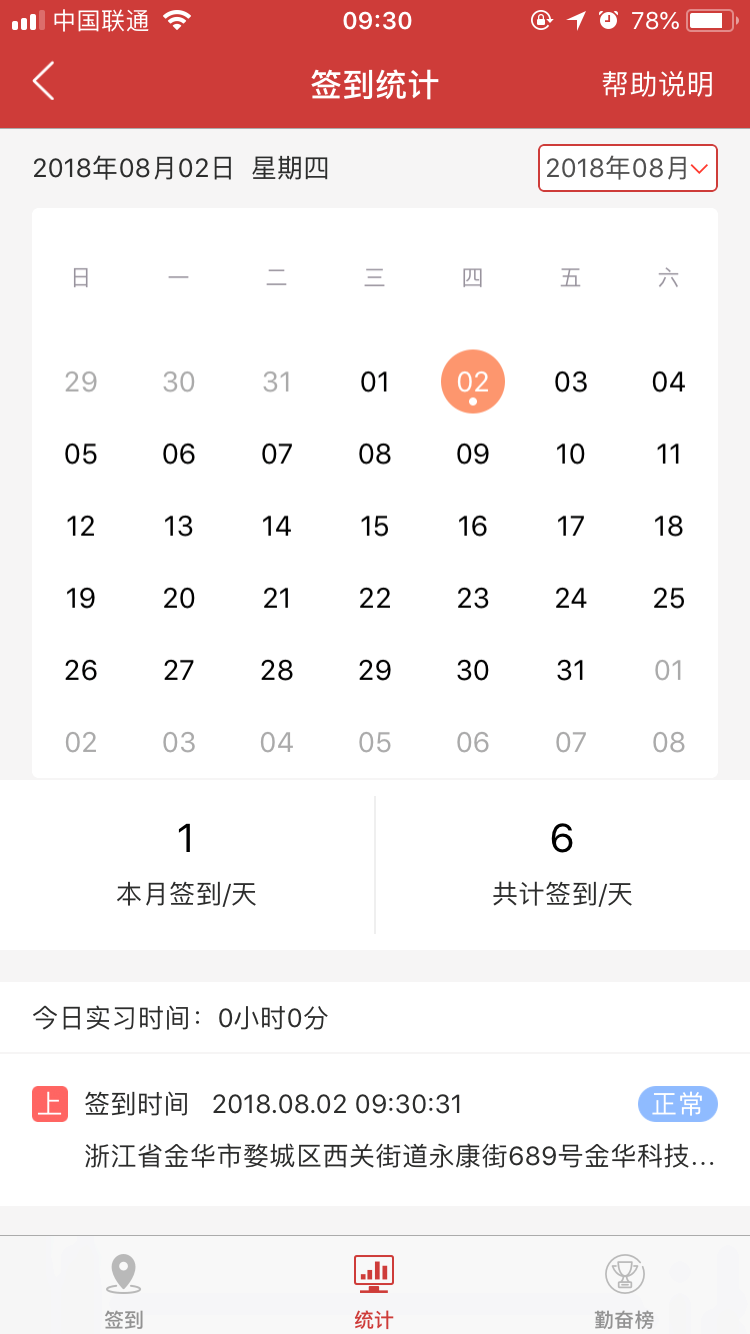 中国联通 09:30 78%
签到统计 帮助说明
2018年08月02日 星期四 2018年08月
日 一 二 三 四 五 六
29 30 31 01 02 03 04
05 06 07 08 09 10 11
12 13 14 15 16 17 18
19 20 21 22 23 24 25
26 27 28 29 30 31 01
02 03 04 05 06 07 08
1 6
本月签到/天 共计签到/天
今日实习时间：0小时0分
上 签到时间 2018.08.02 09:30:31 正常
浙江省金华市婺城区西关街道永康街689号金华科技...
签到 统计 勤奋榜